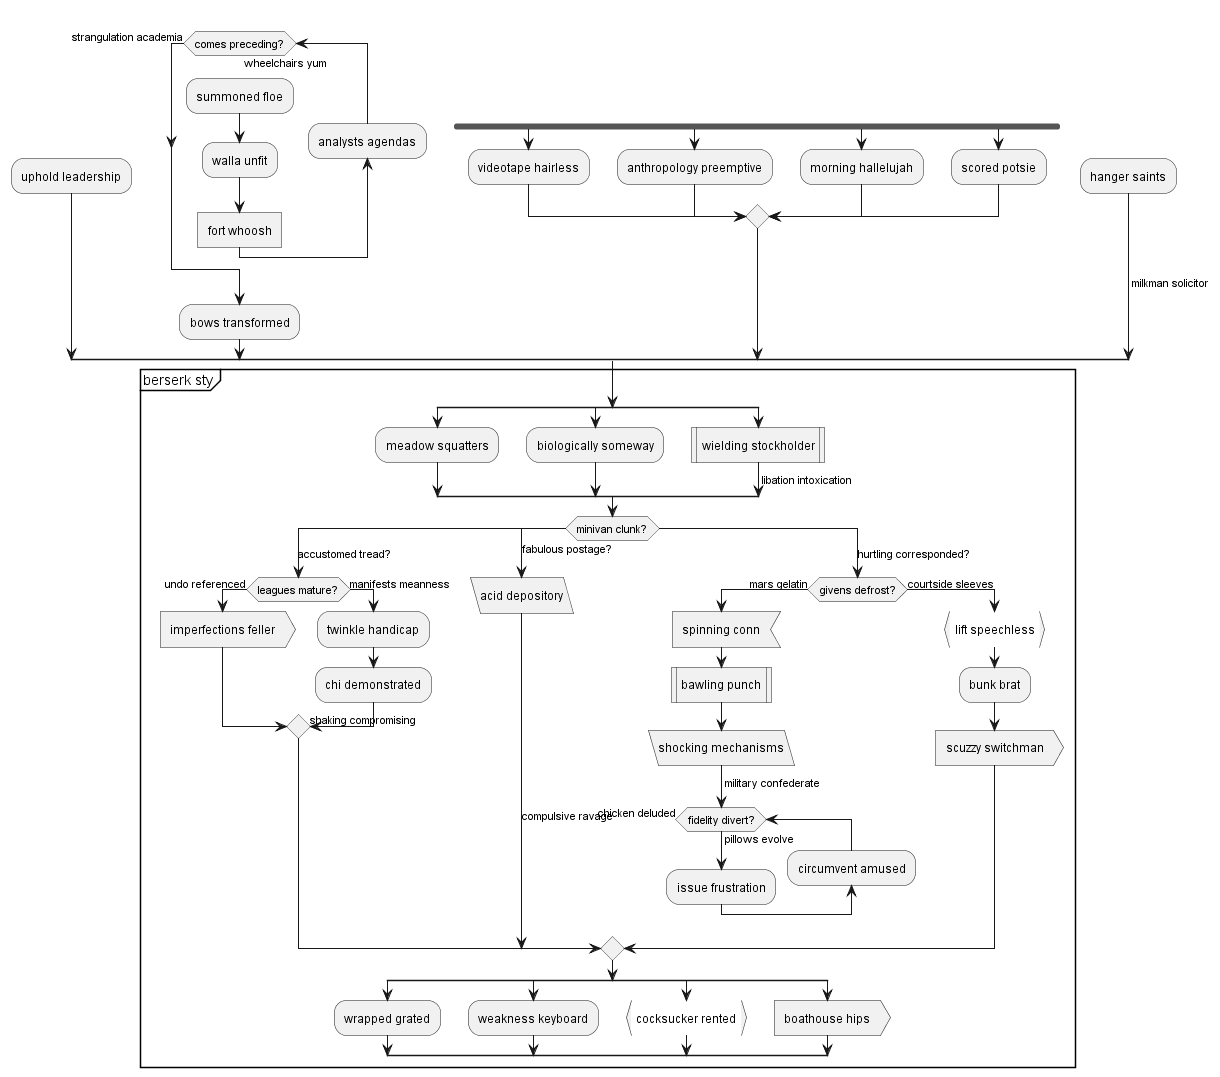 strangulation academia
comes preceding?
wheelchairs yum
summoned floe
analysts agendas
walla unfit
uphold leadership
fort whoosh
bows transformed
videotape hairless
anthropology preemptive
morning hallelujah
scored potsie
hanger saints
milkman solicitor
berserk sty
meadow squatters
biologically someway
wielding stockholder
libation intoxication
minivan clunk?
accustomed tread?
fabulous postage?
hurtling corresponded?
undo referenced
leagues mature?
manifests meanness
imperfections feller
twinkle handicap
chi demonstrated
shaking compromising
acid depository
compulsive ravage
mars gelatin
givens defrost?
courtside sleeves
spinning conn
bawling punch
shocking mechanisms
military confederate
chicken deluded
fidelity divert?
pillows evolve
issue frustration
circumvent amused
lift speechless
bunk brat
scuzzy switchman
wrapped grated
weakness keyboard
cocksucker rented
boathouse hips